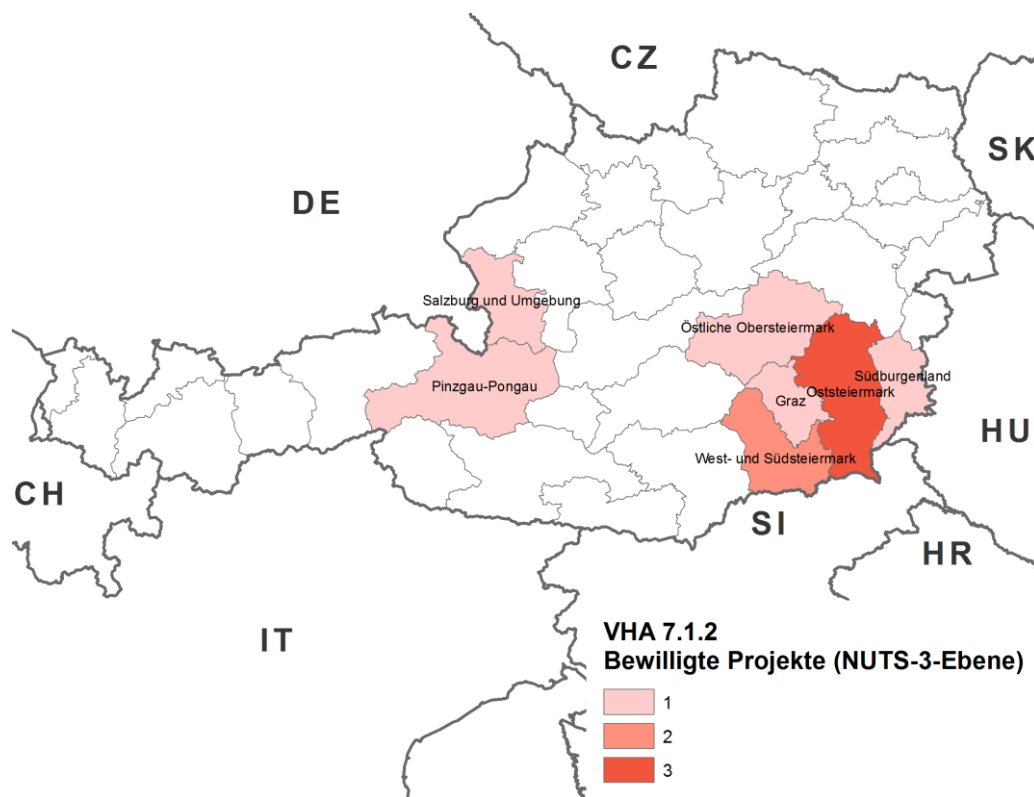 CZ
SK
DE
Salzburg und Umgebung
Östliche Obersteiermark
Südburgenland
Pinzgau-Pongau
Oststeiermark
Graz
HU
West- und Südsteiermark
CH
SI
HR
IT
VHA 7.1.2
Bewilligte Projekte (NUTS-3-Ebene)
1
2
3